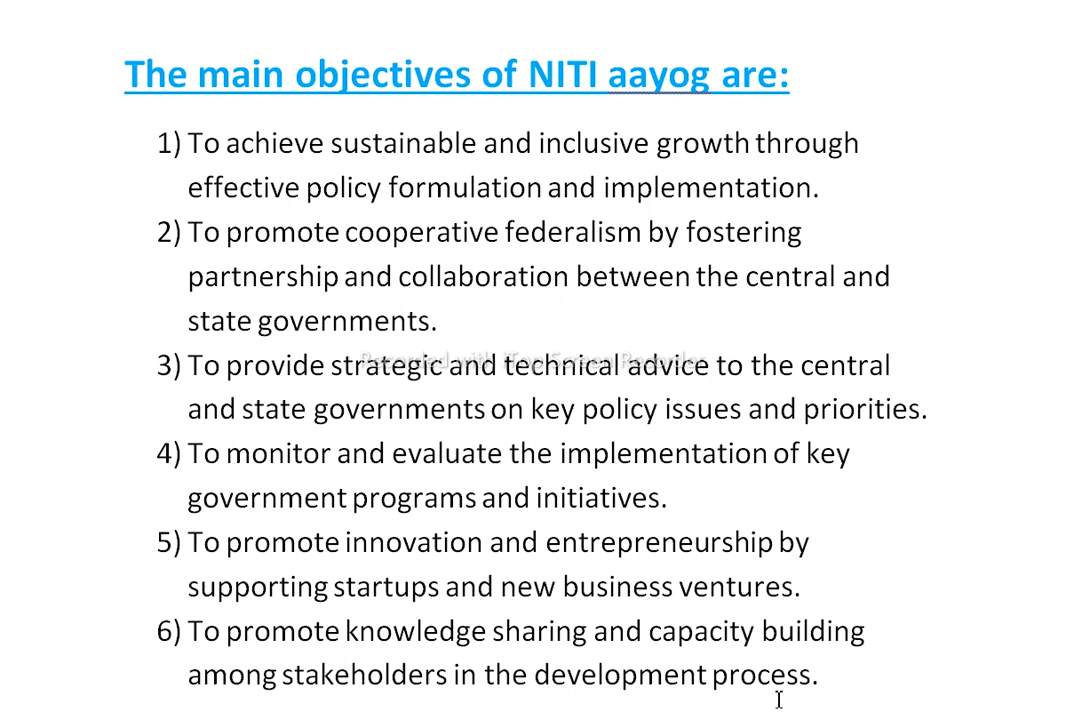 The main objectives of NITI aayog are:
1) To achieve sustainable and inclusive growth through
effective policy formulation and implementation.
2) To promote cooperative federalism by fostering
partnership and collaboration between the central and
state governments.
3) To provide strategic and technical advice to the central
Recorded with iTop Screen Recorder
and state governments on key policy issues and priorities.
4) To monitor and evaluate the implementation of key
government programs and initiatives.
5) To promote innovation and entrepreneurship by
supporting startups and new business ventures.
6) To promote knowledge sharing and capacity building
among stakeholders in the development process.